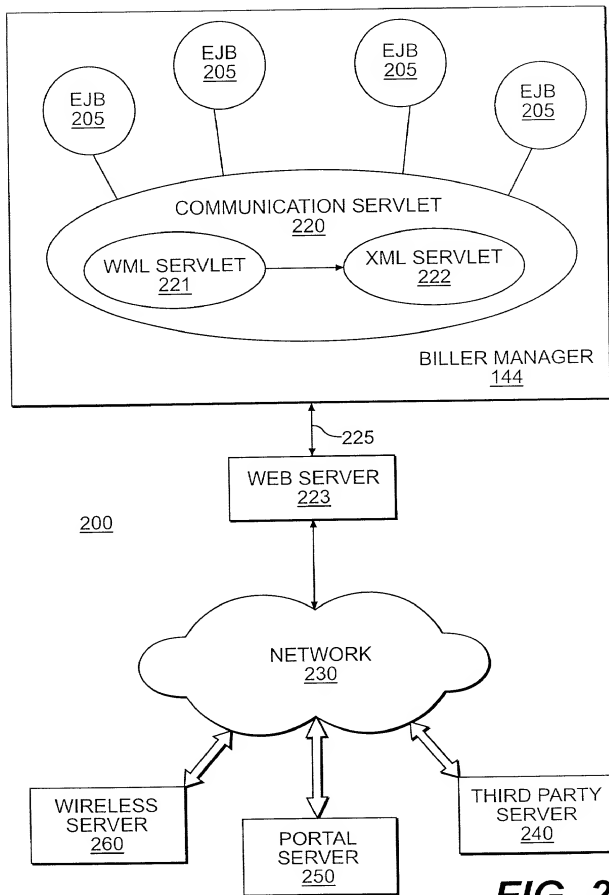 EJB
205
EJB
205
EJB
205
EJB
205
COMMUNICATION SERVLET
220
WML SERVLET
221
XML SERVLET
222
BILLER MANAGER
144
225
WEB SERVER
223
200
NETWORK
230
WIRELESS
SERVER
260
PORTAL
SERVER
250
THIRD PARTY
SERVER
240
FIG. 2